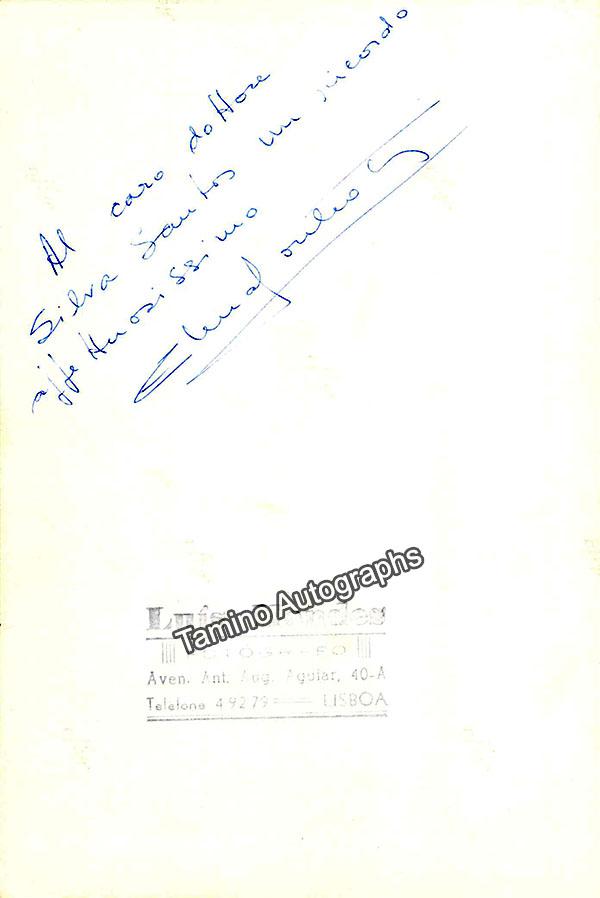 Al caro dottore
Silva Santos un ricordo
affettuosissimo
Tamino Autographs
Aven. Ant. Aug. Aguiar, 40-A
Telefone 49279 LISBOA